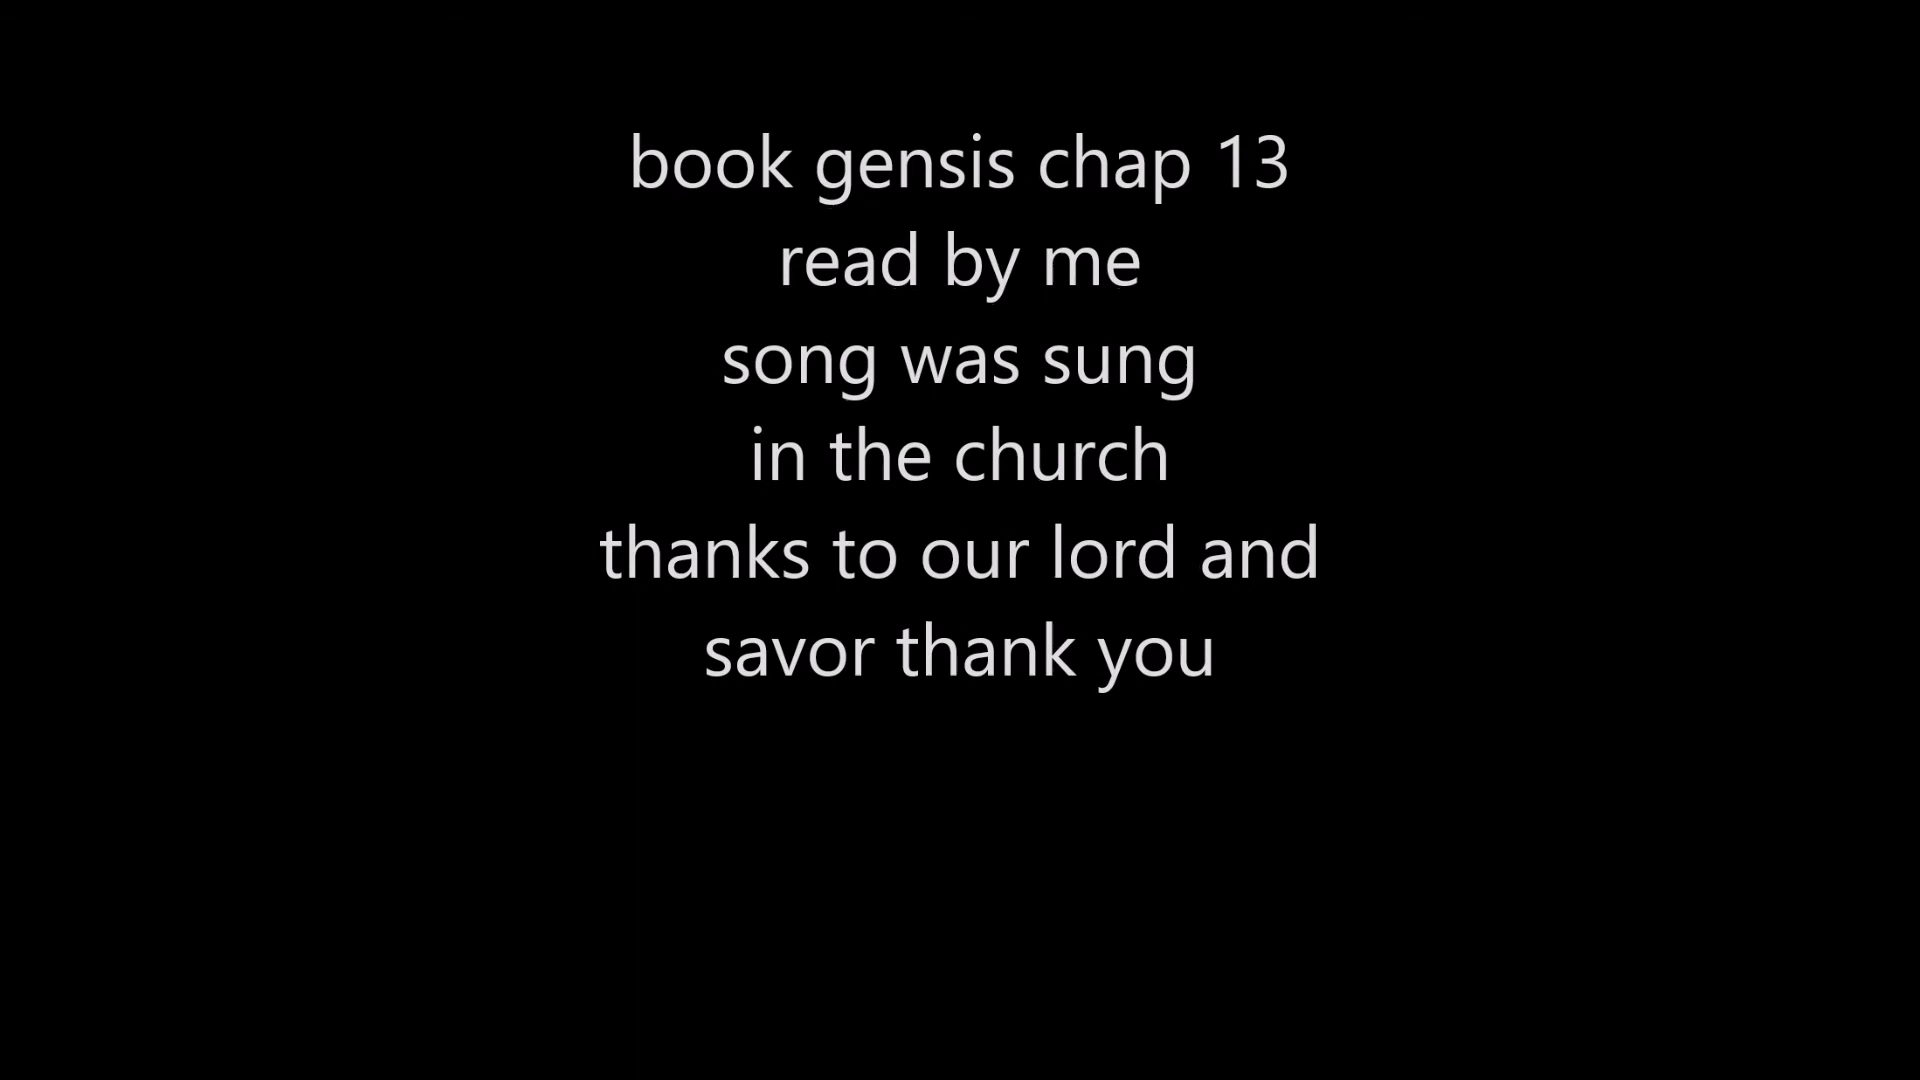 book gensis chap 13
read by me
song was sung
in the church
thanks to our lord and
savor thank you